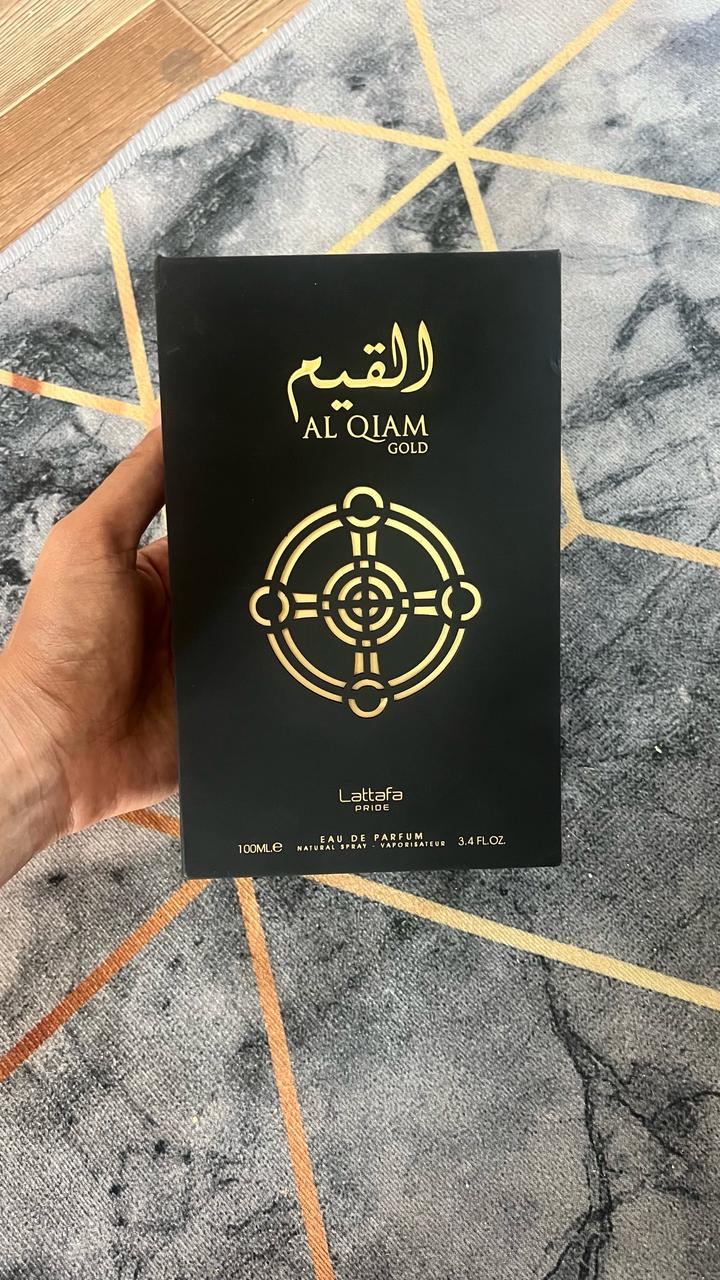 القيم
AL QIAM
GOLD
Lattafa
PRIDE
100ML.e EAU DE PARFUM 3.4 FL.OZ.
NATURAL SPRAY - VAPORISATEUR